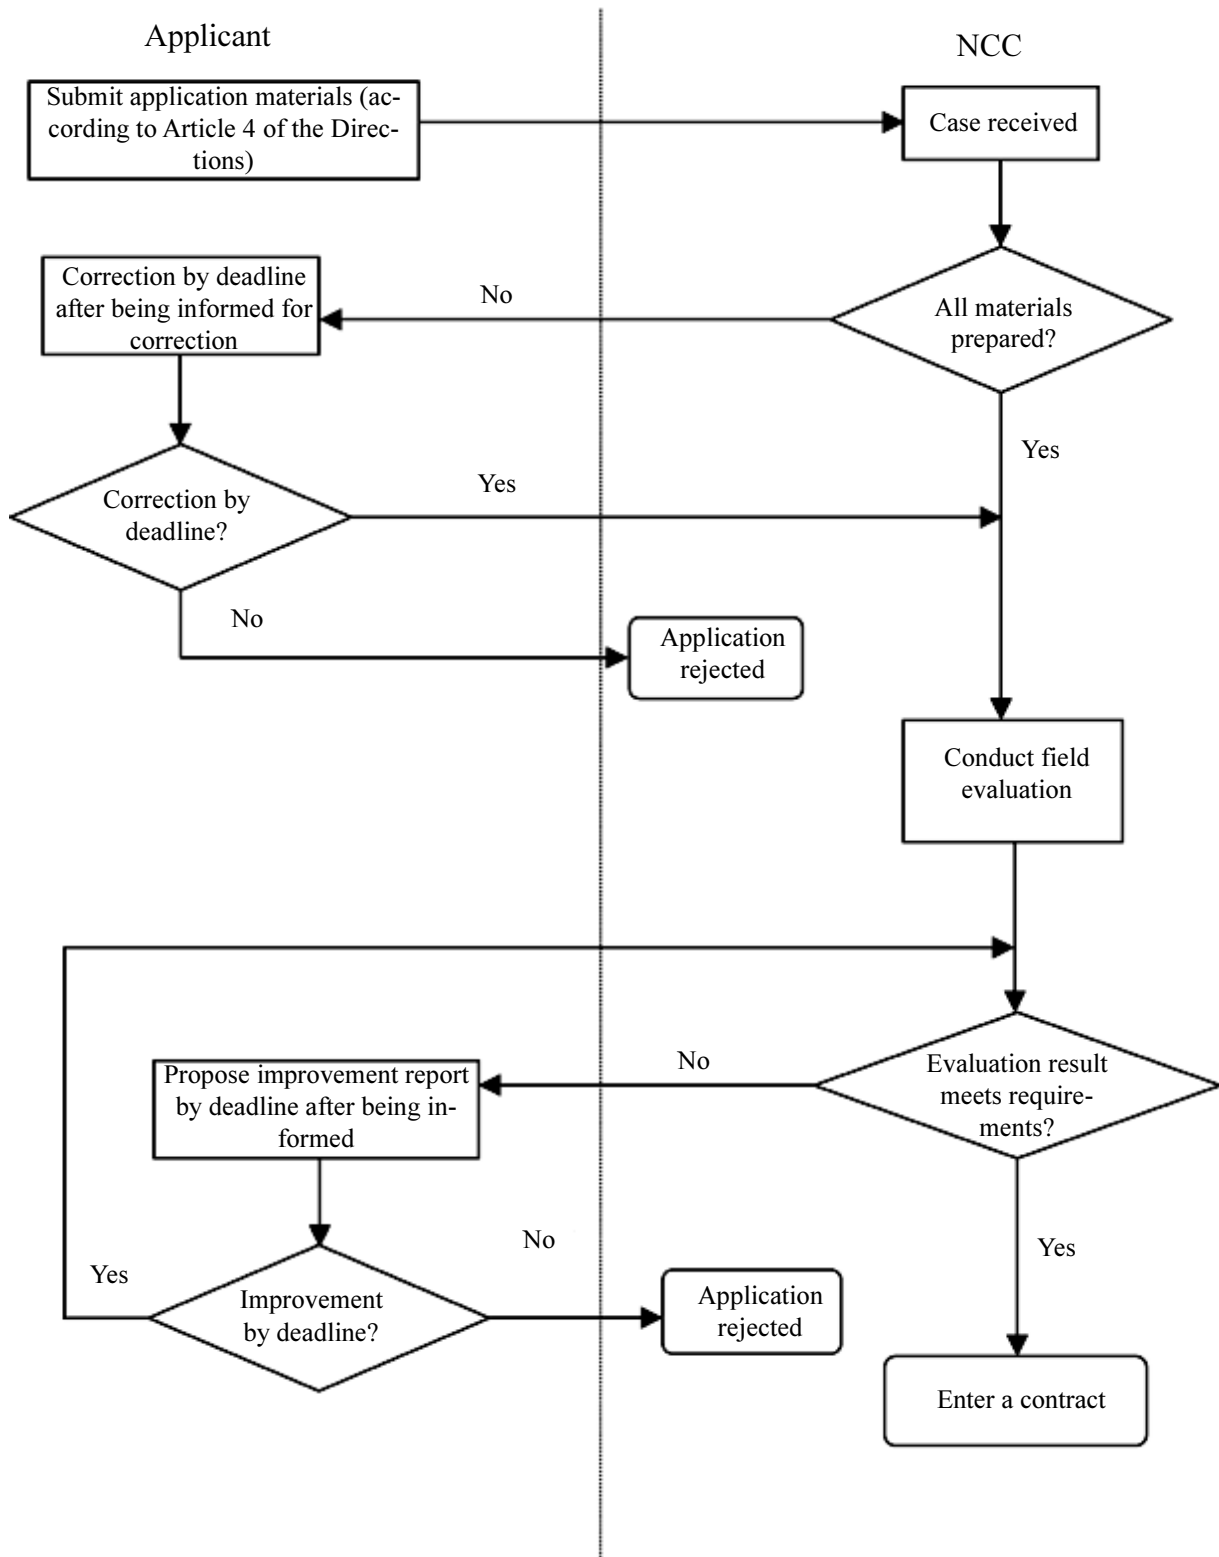 Applicant
NCC
Submit application materials (ac-
cording to Article 4 of the Direc-
tions)
Case received
Correction by deadline
after being informed for
correction
No
All materials
prepared?
Yes
Correction by
deadline?
Yes
No
Application
rejected
Conduct field
evaluation
Propose improvement report
by deadline after being in-
formed
No
Evaluation result
meets require-
ments?
Yes
No
Yes
Improvement
by deadline?
Application
rejected
Enter a contract